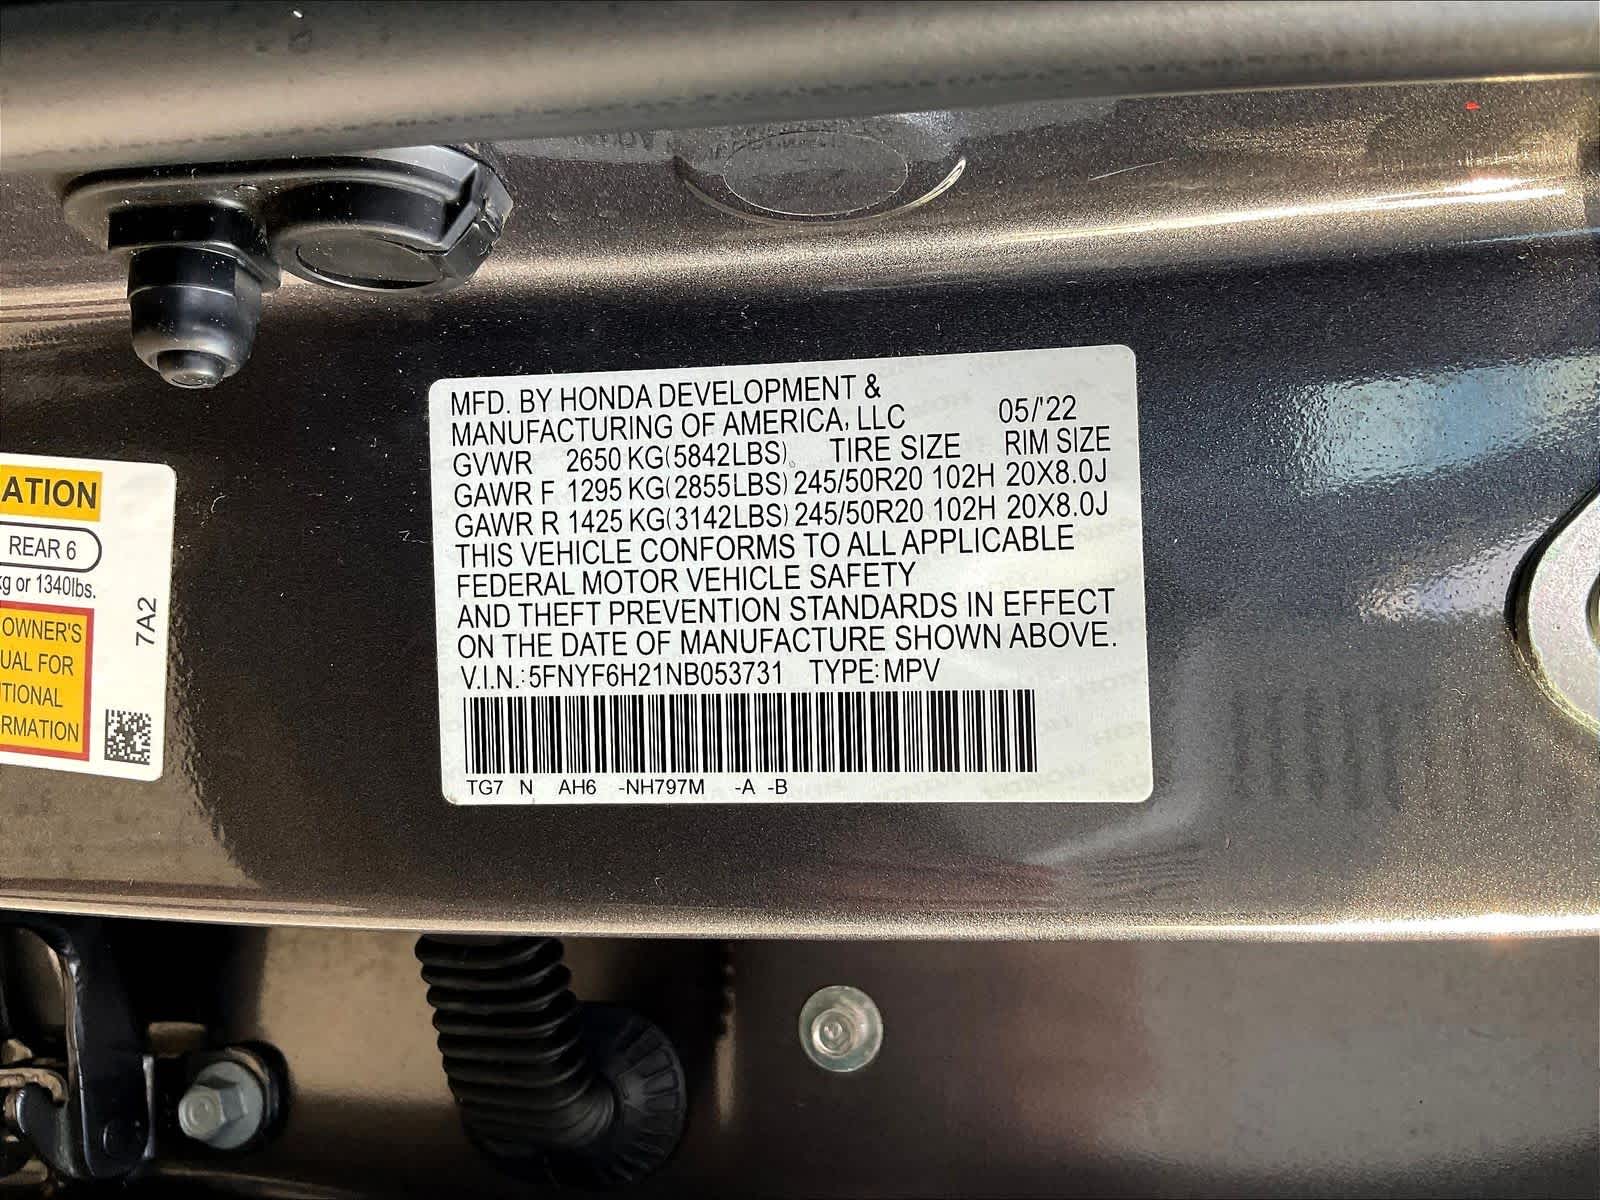 MFD. BY HONDA DEVELOPMENT &
MANUFACTURING OF AMERICA, LLC 05/'22
GVWR 2650 KG(5842LBS) TIRE SIZE RIM SIZE
GAWR F 1295 KG(2855LBS) 245/50R20 102H 20X8.0J
GAWR R 1425 KG(3142LBS) 245/50R20 102H 20X8.0J
THIS VEHICLE CONFORMS TO ALL APPLICABLE
FEDERAL MOTOR VEHICLE SAFETY
AND THEFT PREVENTION STANDARDS IN EFFECT
ON THE DATE OF MANUFACTURE SHOWN ABOVE.
V.I.N.: 5FNYF6H21NB053731 TYPE: MPV
TG7 N AH6 -NH797M -A -B
ATION
REAR 6
kg or 1340lbs.
OWNER'S
UAL FOR
ITIONAL
RMATION
7A2